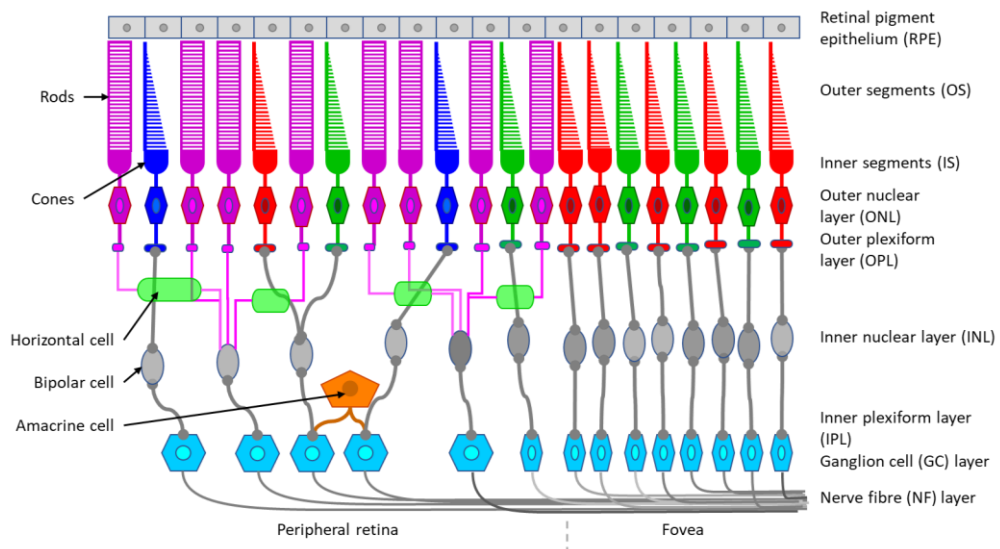 Retinal pigment
epithelium (RPE)
Rods
Outer segments (OS)
Inner segments (IS)
Cones
Outer nuclear
layer (ONL)
Outer plexiform
layer (OPL)
Horizontal cell
Inner nuclear layer (INL)
Bipolar cell
Amacrine cell
Inner plexiform layer
(IPL)
Ganglion cell (GC) layer
Nerve fibre (NF) layer
Peripheral retina
Fovea